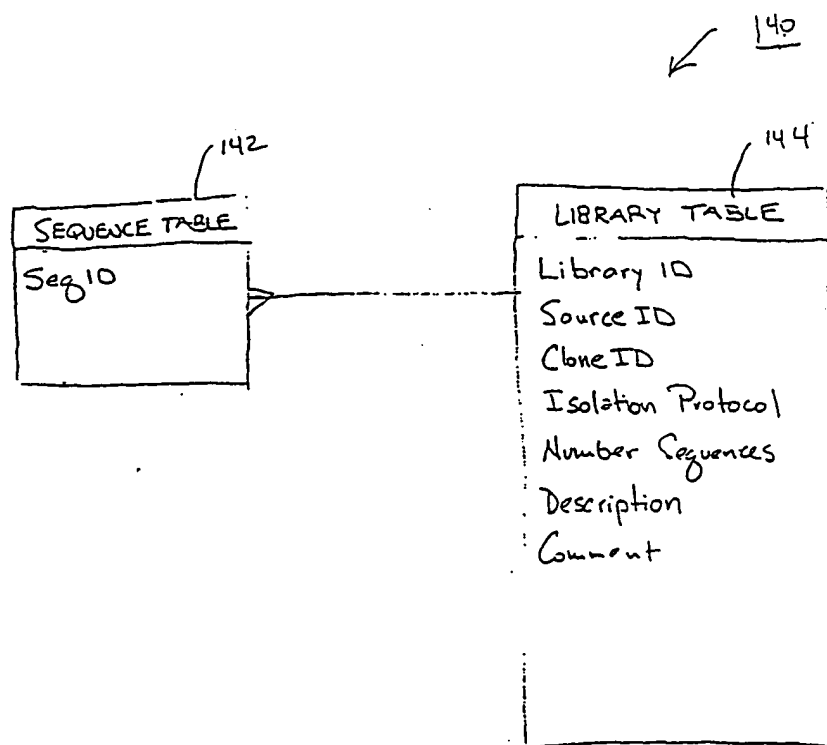 140
142
144
SEQUENCE TABLE
LIBRARY TABLE
Seq ID
Library ID
Source ID
Clone ID
Isolation Protocol
Number Sequences
Description
Comment